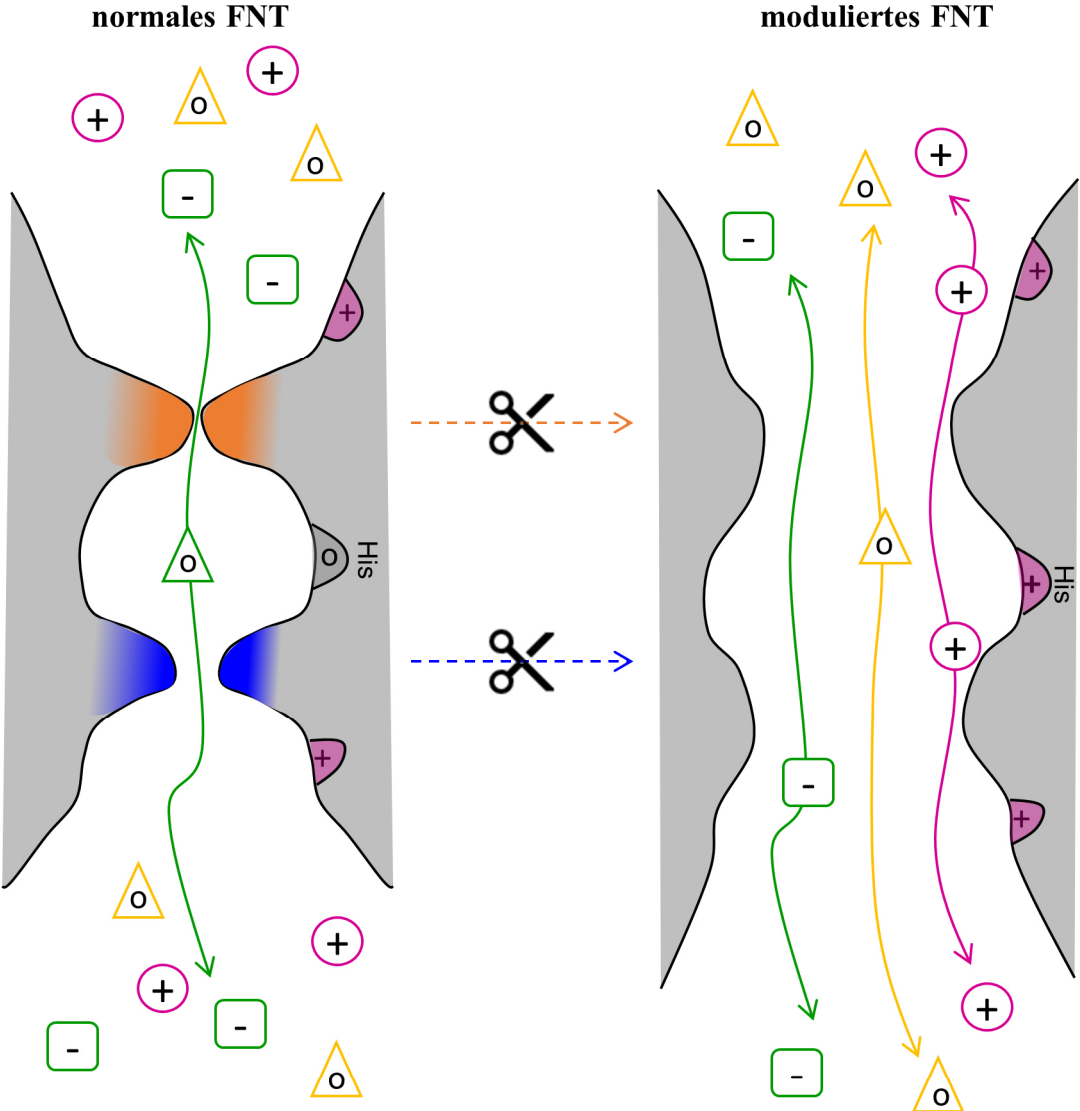 normales FNT
moduliertes FNT
+
o
+
o
-
-
+
o
His
+
o
+
+
-
-
o
o
o
+
-
+
+
o
+
His
+
-
+
+
-
o